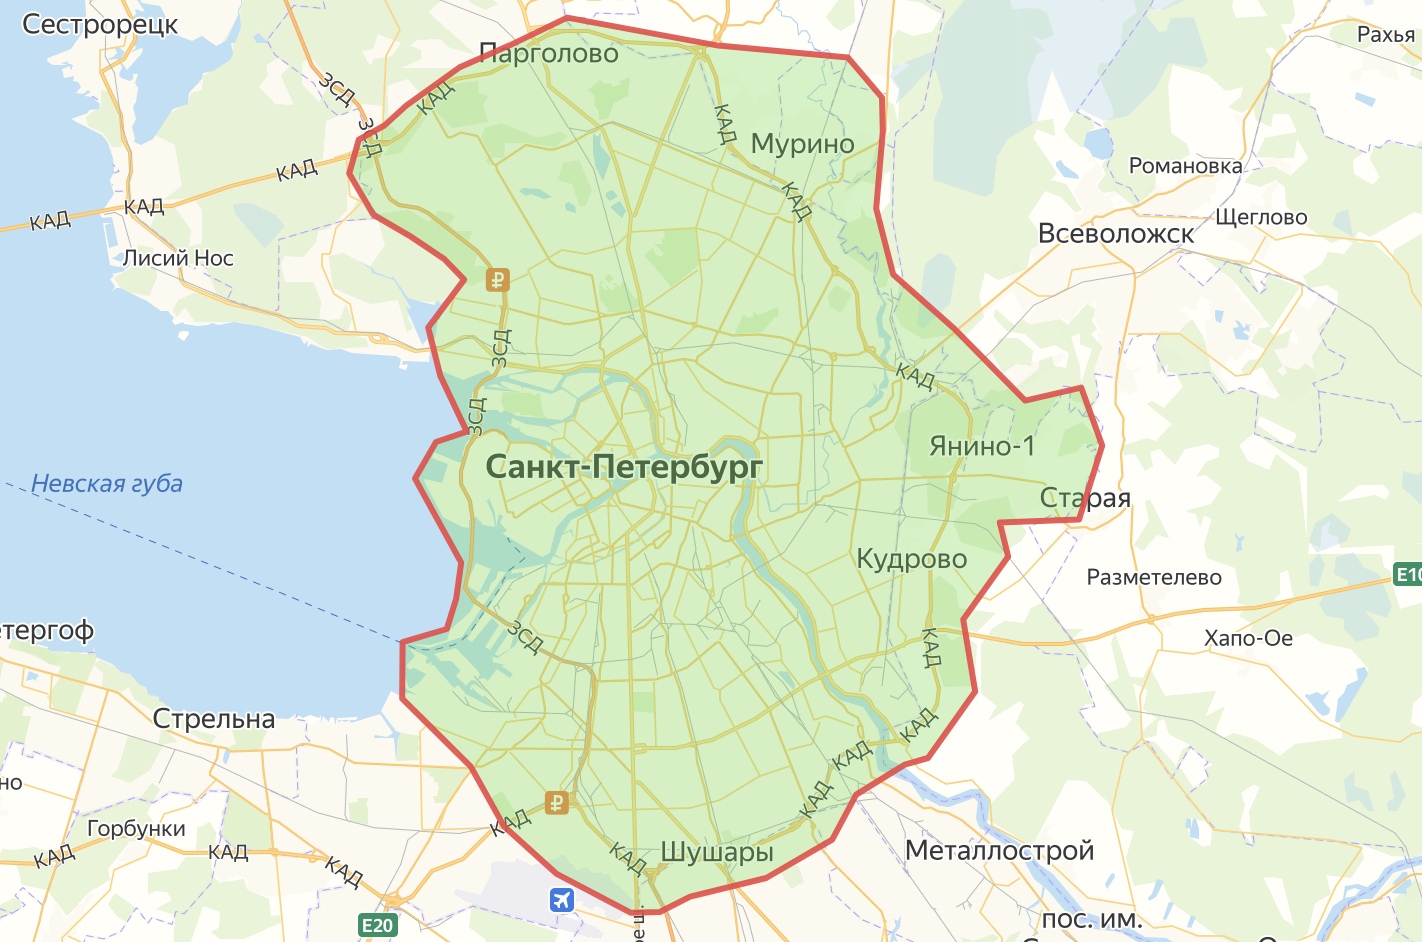 Сестрорецк
Парголово
Рахья
ЗСД
КАД
ЗСД
КАД
Мурино
Романовка
КАД
КАД
КАД
КАД
Щеглово
Всеволожск
Лисий Нос
₽
ЗСД
КАД
ЗСД
Янино-1
Санкт-Петербург
Невская губа
Старая
Кудрово
Разметелево
E10
тергоф
ЗСД
КАД
Хапо-Ое
Стрельна
КАД
КАД
но
КАД
₽
КАД
Горбунки
КАД
КАД
КАД
КАД
Шушары
Металлострой
E20
пос. им.